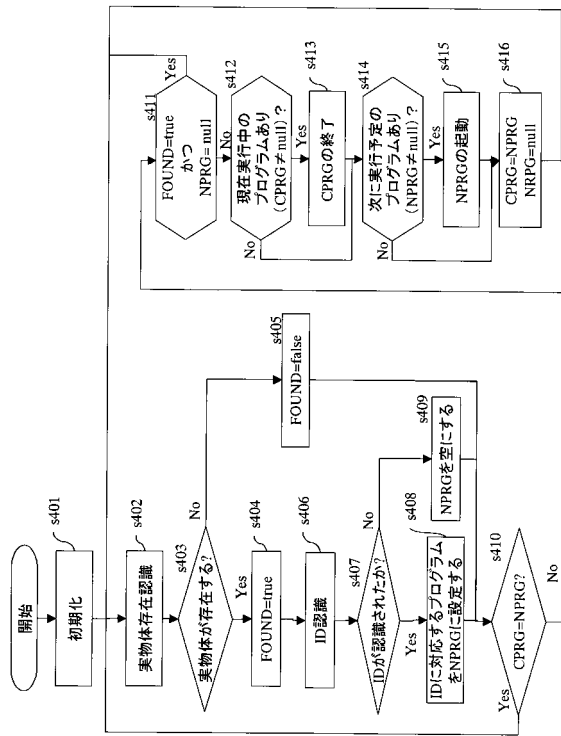 開始
初期化
s401
実物体存在認識
s402
実物体が存在する?
s403
No
Yes
FOUND=true
s404
FOUND=false
s405
ID認識
s406
IDが認識されたか?
s407
No
Yes
IDに対応するプログラム
をNPRGに設定する
s408
NPRGを空にする
s409
CPRG=NPRG?
s410
Yes
No
FOUND=true
かつ
NPRG= null
s411
Yes
No
現在実行中の
プログラムあり
(CPRG≠null)?
s412
No
Yes
CPRGの終了
s413
次に実行予定の
プログラムあり
(NPRG≠null)?
s414
No
Yes
NPRGの起動
s415
CPRG=NPRG
NRPG=null
s416